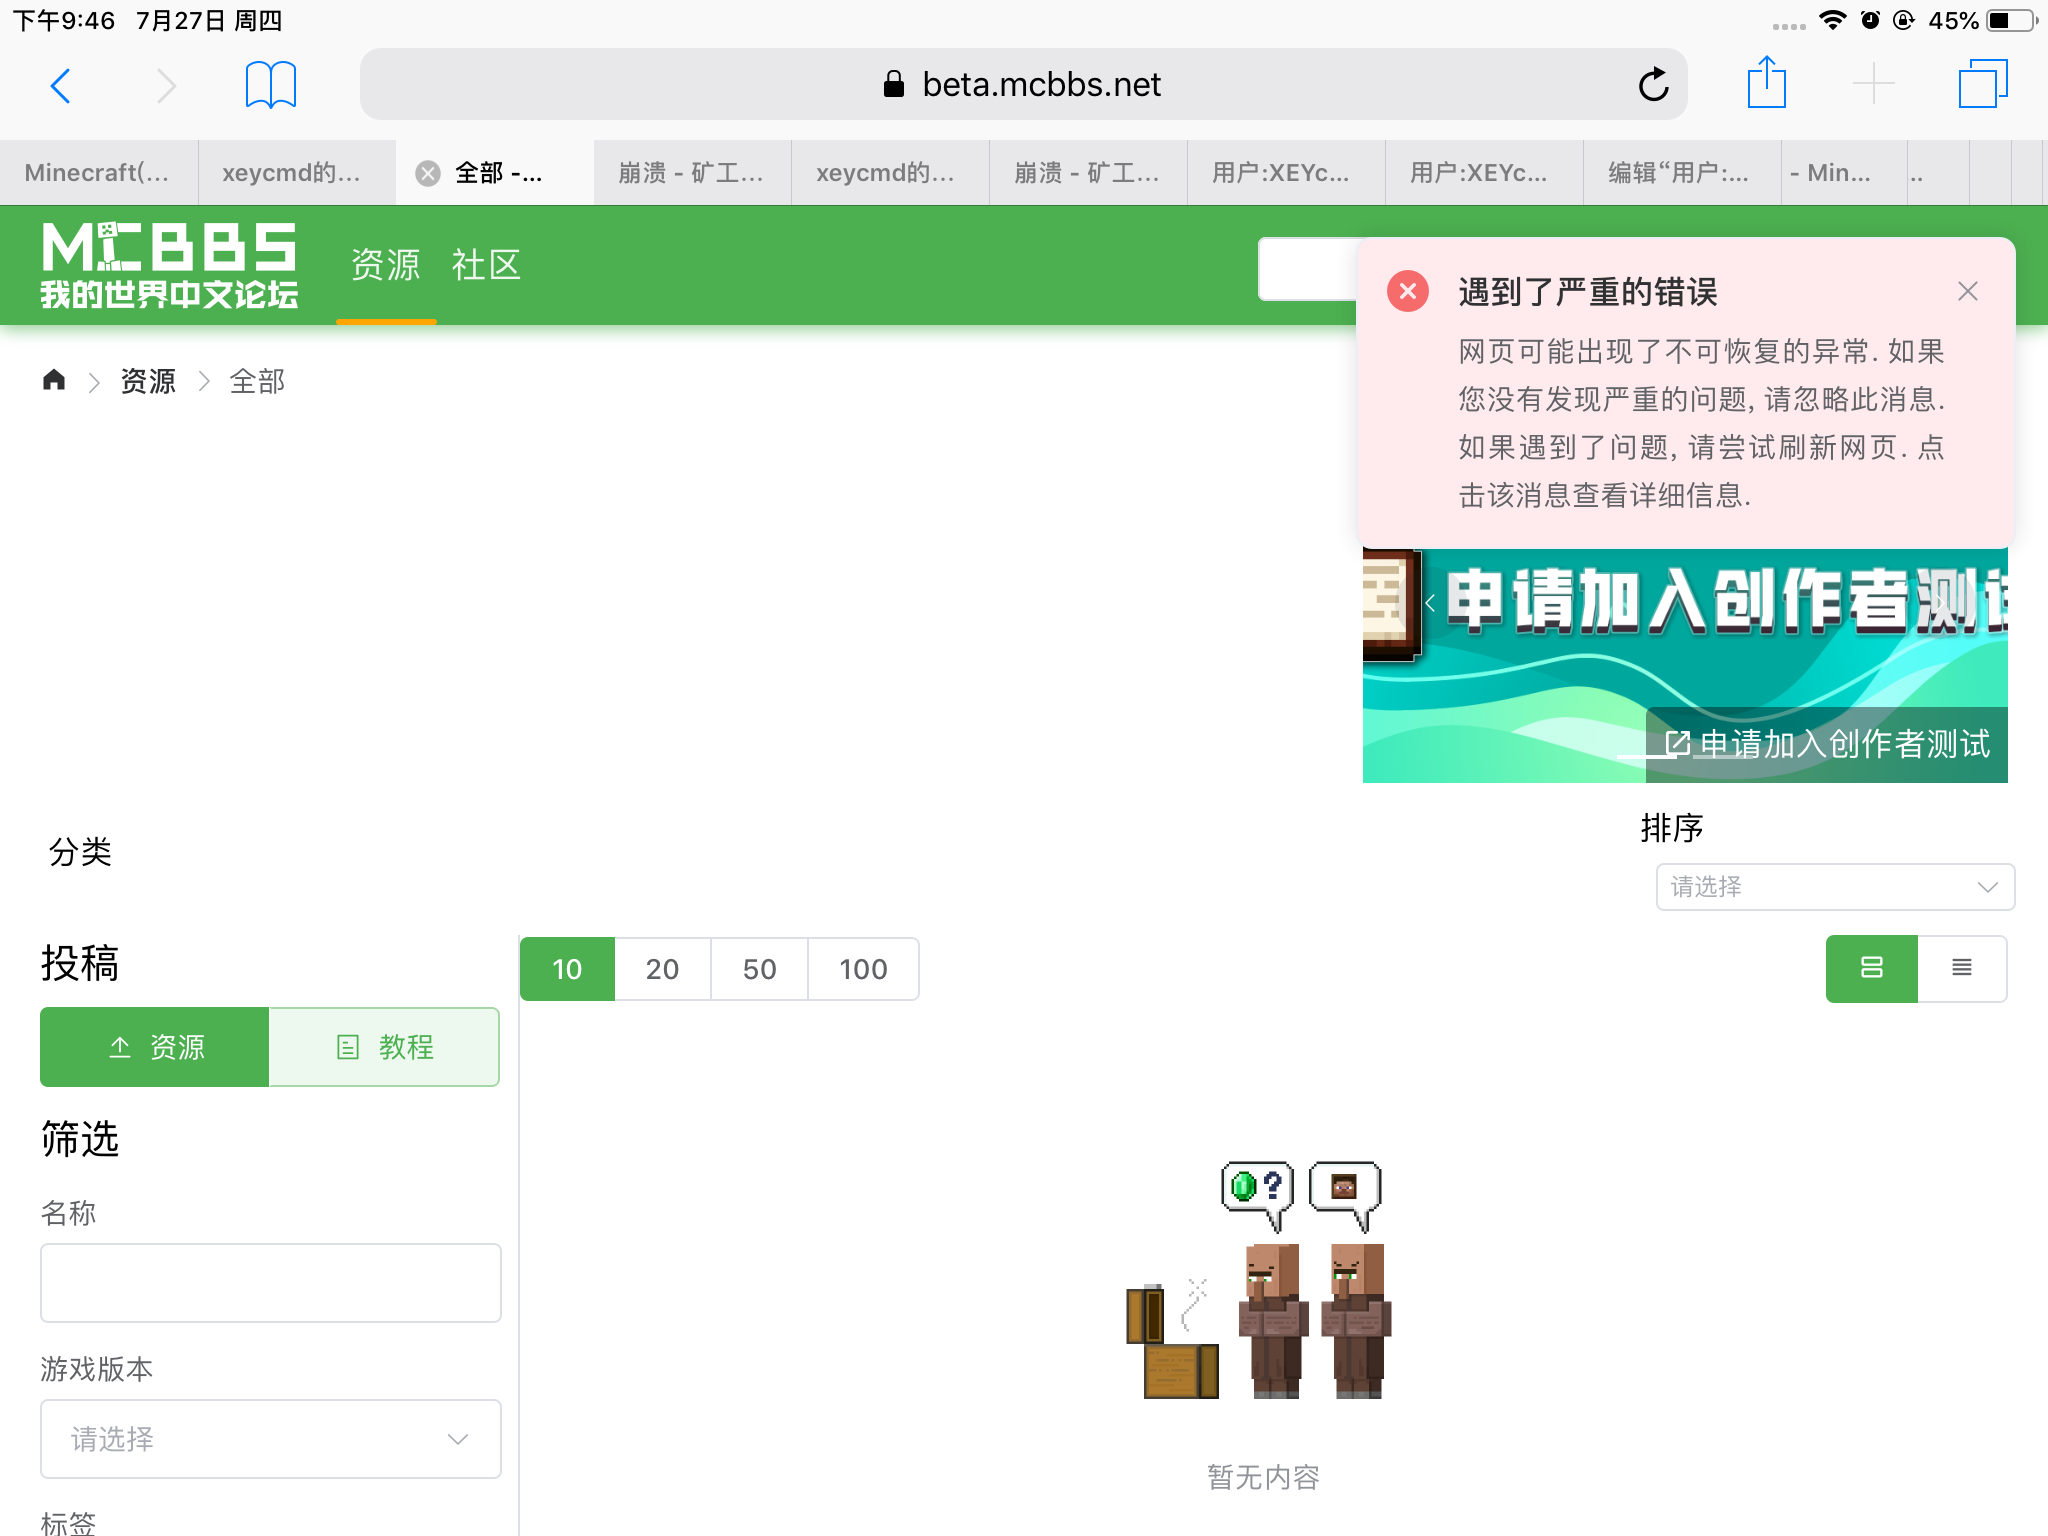 下午9:46 7月27日 周四
45%
beta.mcbbs.net
Minecraft(...
xeycmd的...
全部 -...
崩溃 - 矿工...
xeycmd的...
崩溃 - 矿工...
用户:XEYc...
用户:XEYc...
编辑“用户:...
- Min...
..
MCBBS
我的世界中文论坛
资源 社区
遇到了严重的错误
网页可能出现了不可恢复的异常. 如果
您没有发现严重的问题, 请忽略此消息.
如果遇到了问题, 请尝试刷新网页. 点
击该消息查看详细信息.
资源 全部
申请加入创作者测试
申请加入创作者测试
分类
排序
请选择
投稿
10 20 50 100
资源 教程
筛选
名称
?
游戏版本
请选择
暂无内容
标签